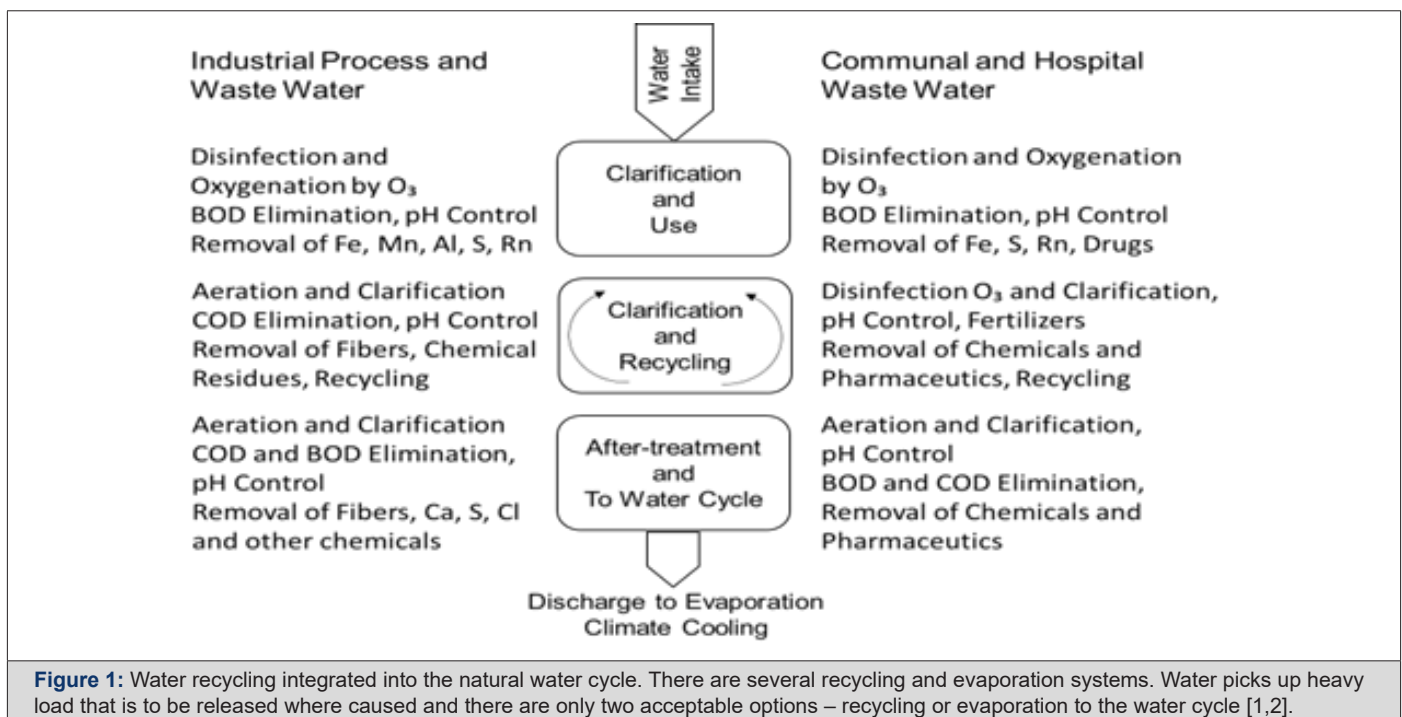 Industrial Process and
Waste Water
Water
Intake
Communal and Hospital
Waste Water
Disinfection and
Oxygenation by O₃
BOD Elimination, pH Control
Removal of Fe, Mn, Al, S, Rn
Clarification
and
Use
Disinfection and Oxygenation
by O₃
BOD Elimination, pH Control
Removal of Fe, S, Rn, Drugs
Aeration and Clarification
COD Elimination, pH Control
Removal of Fibers, Chemical
Residues, Recycling
Clarification
and
Recycling
Disinfection O₃ and Clarification,
pH Control, Fertilizers
Removal of Chemicals and
Pharmaceutics, Recycling
Aeration and Clarification
COD and BOD Elimination,
pH Control
Removal of Fibers, Ca, S, Cl
and other chemicals
After-treatment
and
To Water Cycle
Aeration and Clarification,
pH Control
BOD and COD Elimination,
Removal of Chemicals and
Pharmaceutics
Discharge to Evaporation
Climate Cooling
Figure 1: Water recycling integrated into the natural water cycle. There are several recycling and evaporation systems. Water picks up heavy
load that is to be released where caused and there are only two acceptable options – recycling or evaporation to the water cycle [1,2].